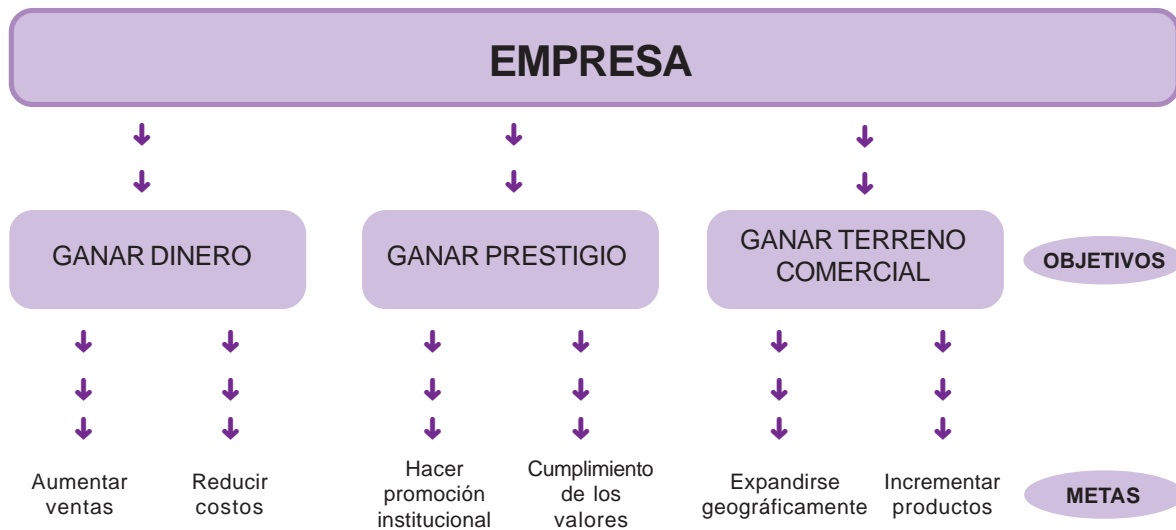 EMPRESA
GANAR DINERO
GANAR PRESTIGIO
GANAR TERRENO
COMERCIAL
OBJETIVOS
Aumentar
ventas
Reducir
costos
Hacer
promoción
institucional
Cumplimiento
de los
valores
Expandirse
geográficamente
Incrementar
productos
METAS